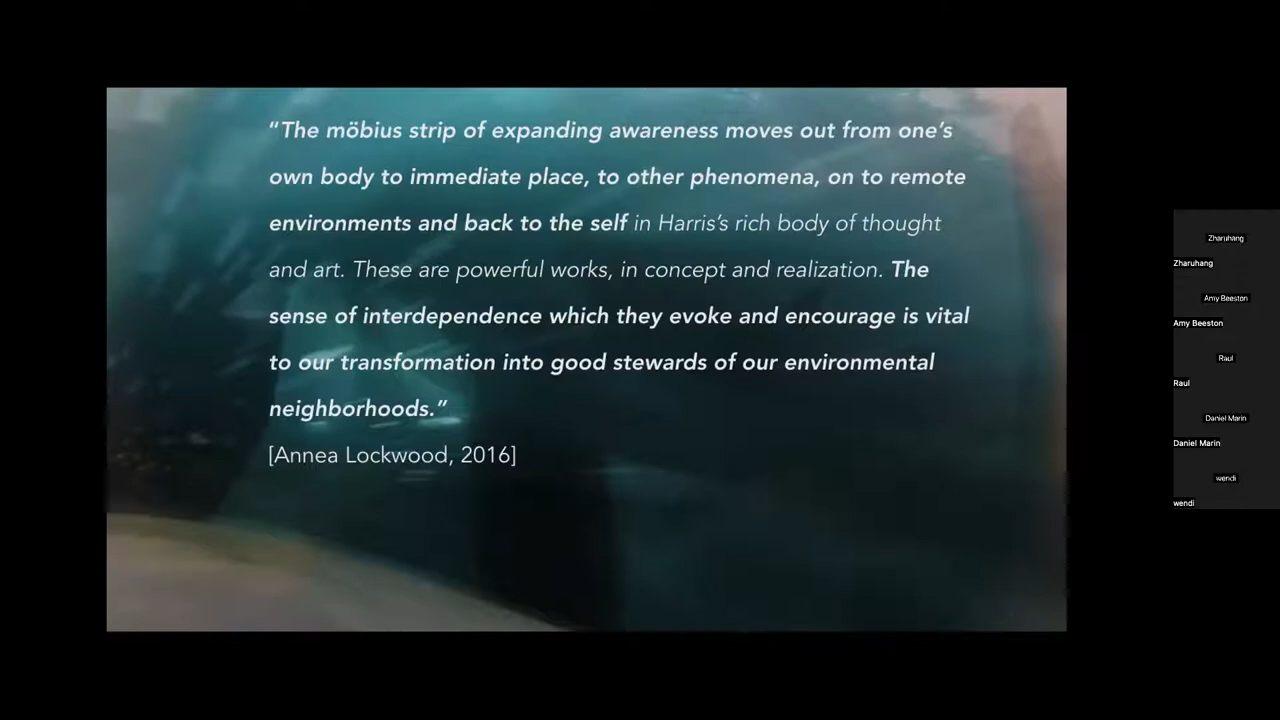 “The möbius strip of expanding awareness moves out from one’s
own body to immediate place, to other phenomena, on to remote
environments and back to the self in Harris’s rich body of thought
and art. These are powerful works, in concept and realization. The
sense of interdependence which they evoke and encourage is vital
to our transformation into good stewards of our environmental
neighborhoods.”
[Annea Lockwood, 2016]
Zharuhang
Zharuhang
Amy Beeston
Amy Beeston
Raul
Raul
Daniel Marin
Daniel Marin
wendi
wendi